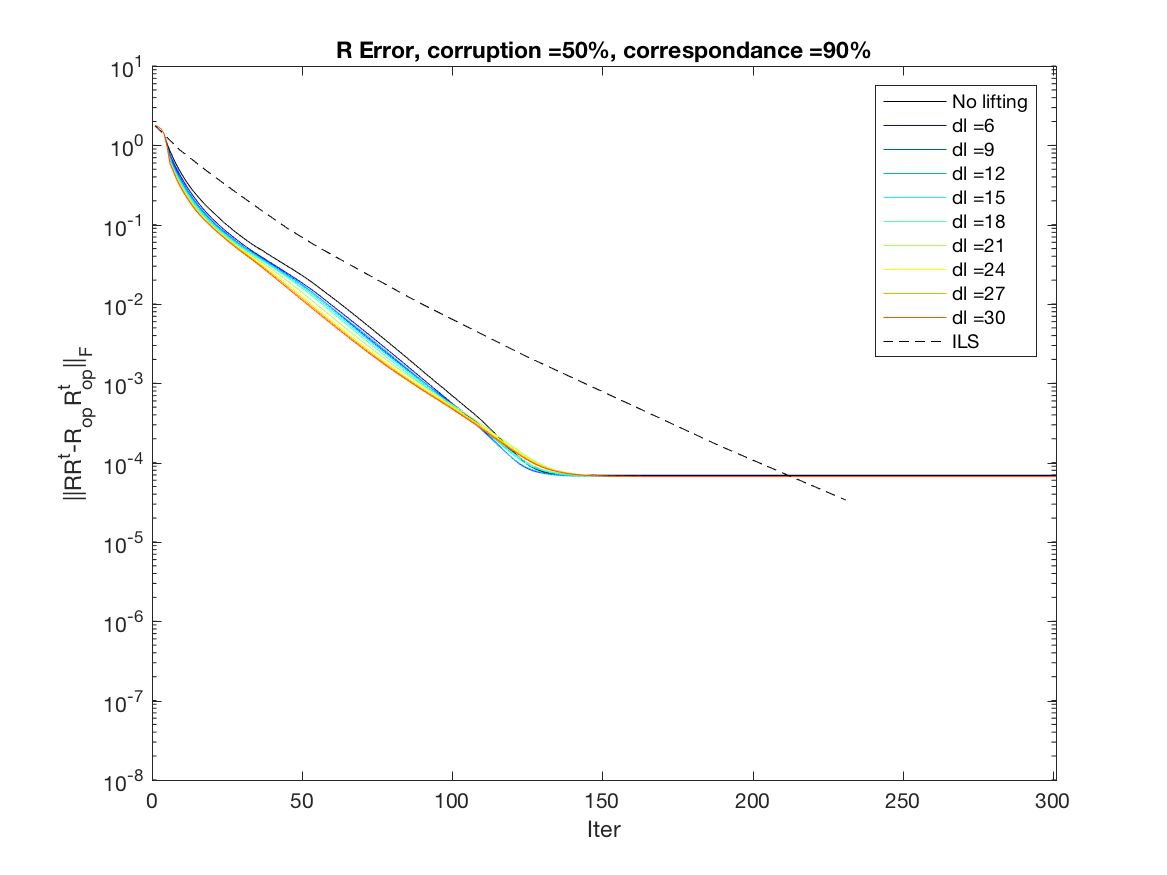 R Error, corruption =50%, correspondance =90%
10^1
10^0
10^-1
10^-2
10^-3
10^-4
10^-5
10^-6
10^-7
10^-8
||RR^t-R_op R^t_op||_F
No lifting
dl =6
dl =9
dl =12
dl =15
dl =18
dl =21
dl =24
dl =27
dl =30
ILS
0 50 100 150 200 250 300
Iter